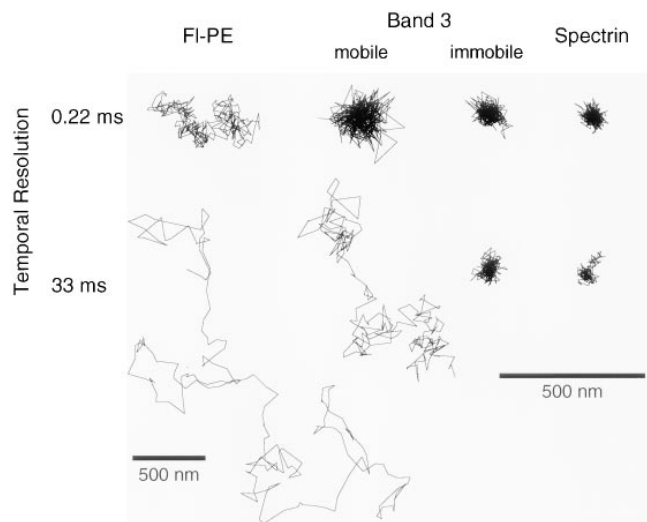 Band 3
Fl-PE
mobile
immobile
Spectrin
Temporal Resolution
0.22 ms
33 ms
500 nm
500 nm